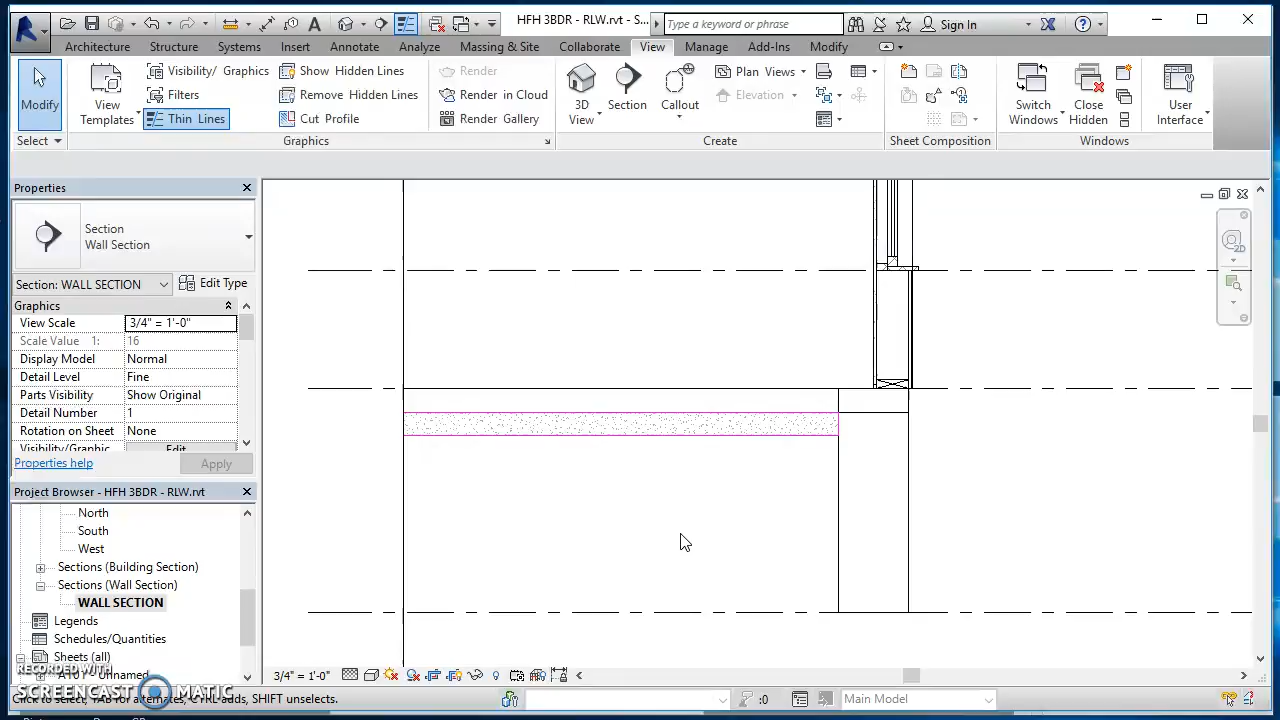 HFH 3BDR - RLW.rvt - S...
Type a keyword or phrase
Sign In
Architecture Structure Systems Insert Annotate Analyze Massing & Site Collaborate View Manage Add-Ins Modify
Modify
View Templates
Visibility/ Graphics
Filters
Thin Lines
Show Hidden Lines
Remove Hidden Lines
Cut Profile
Render
Render in Cloud
Render Gallery
3D View
Section
Callout
Plan Views
Elevation
Switch Windows
Close Hidden
User Interface
Select
Graphics
Create
Sheet Composition
Windows
Properties
Section
Wall Section
Section: WALL SECTION
Edit Type
Graphics
View Scale 3/4" = 1'-0"
Scale Value 1: 16
Display Model Normal
Detail Level Fine
Parts Visibility Show Original
Detail Number 1
Rotation on Sheet None
Visibility/Graphic Edit
Properties help
Apply
Project Browser - HFH 3BDR - RLW.rvt
North
South
West
Sections (Building Section)
Sections (Wall Section)
WALL SECTION
Legends
Schedules/Quantities
Sheets (all)
A101 - Unnamed
RECORDED WITH
SCREENCAST MATIC
3/4" = 1'-0"
Click to select, TAB for alternates, CTRL adds, SHIFT unselects.
:0
Main Model
2D